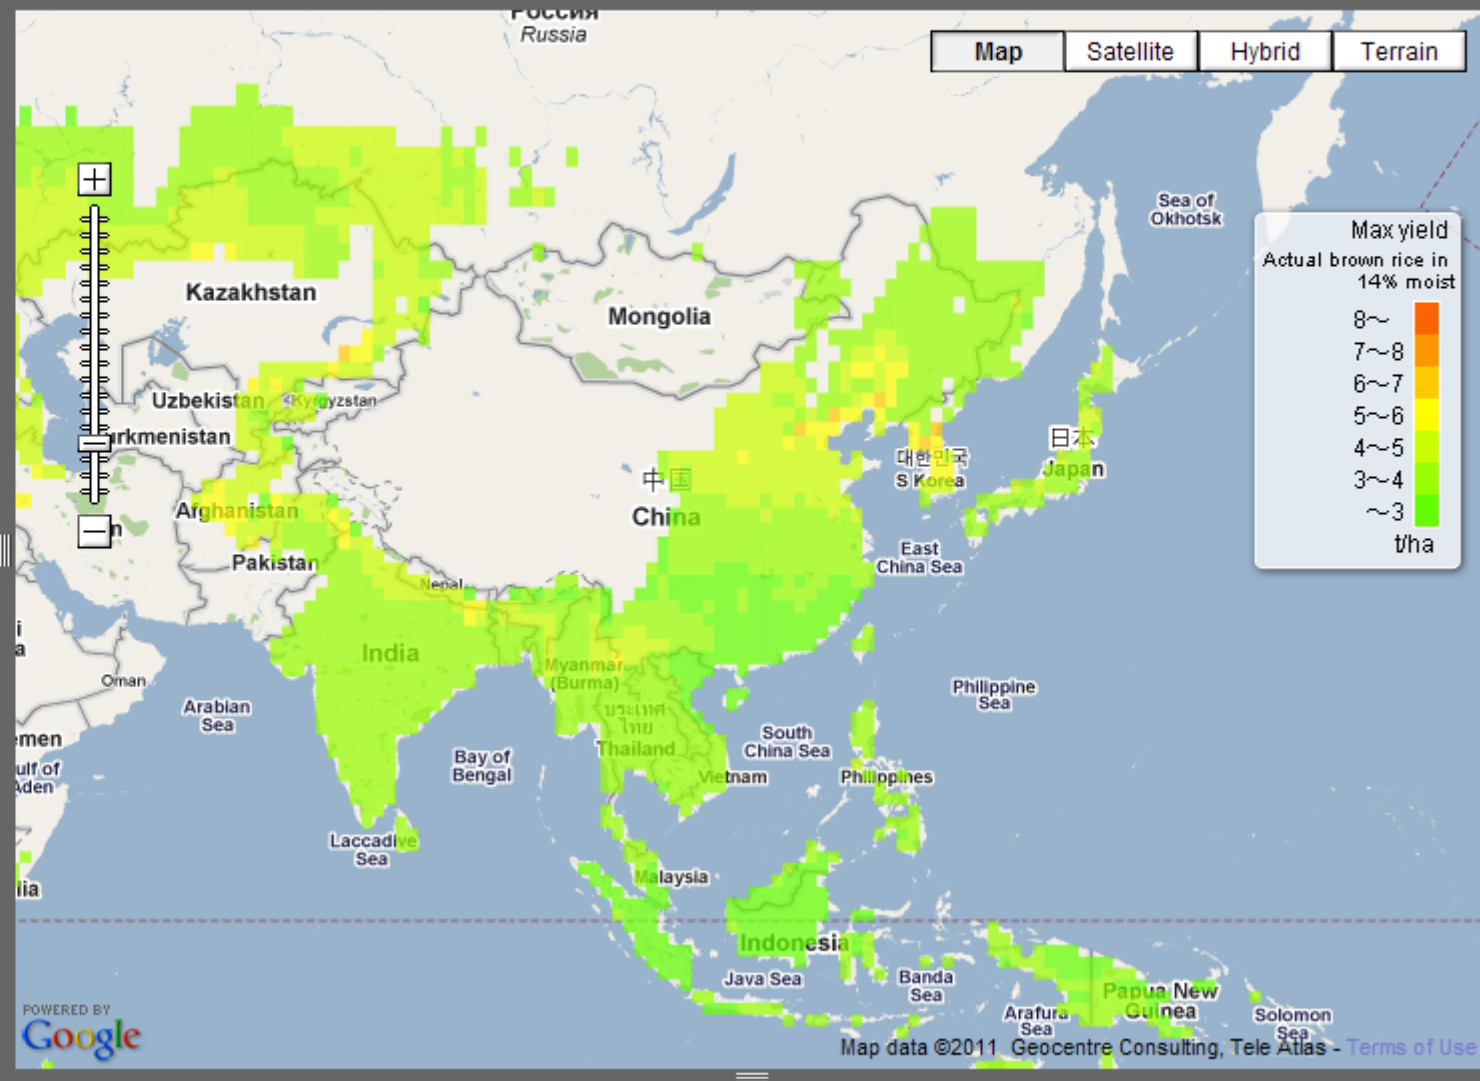 Россия
Russia
Map
Satellite
Hybrid
Terrain
Sea of
Okhotsk
Max yield
Actual brown rice in
14% moist
8～
7～8
6～7
5～6
4～5
3～4
～3
t/ha
Kazakhstan
Mongolia
Uzbekistan
Kyrgyzstan
urkmenistan
日本
Japan
대한민국
S Korea
中国
China
Afghanistan
n
Pakistan
East
China Sea
Nepal
i
a
India
Oman
Myanmar
(Burma)
Arabian
Sea
Philippine
Sea
ประเทศ
ไทย
Thailand
emen
South
China Sea
ulf of
Aden
Bay of
Bengal
Vietnam
Philippines
Laccadive
Sea
Malaysia
lia
Indonesia
Java Sea
Banda
Sea
Papua New
Guinea
Arafura
Sea
Solomon
Sea
POWERED BY
Google
Map data ©2011 Geocentre Consulting, Tele Atlas - Terms of Use